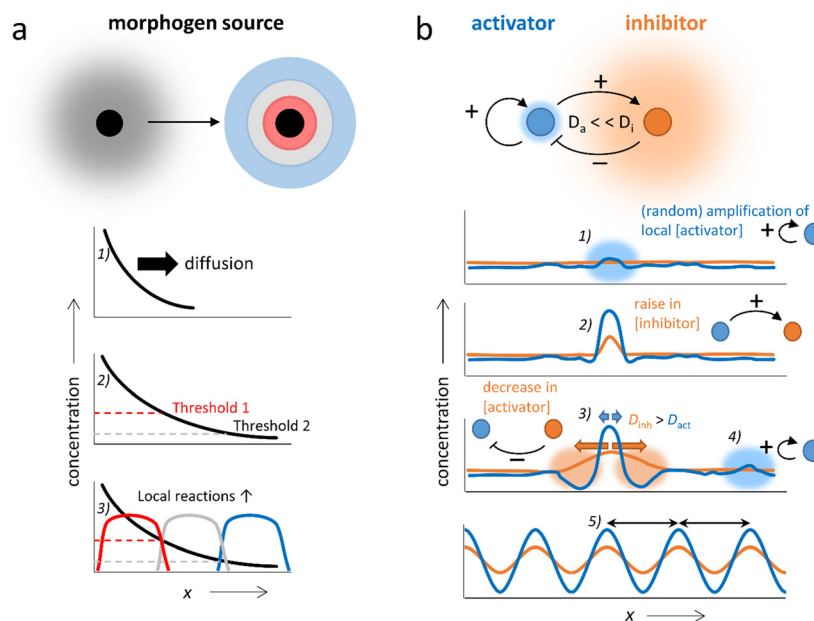 a
morphogen source
1)
diffusion
2)
Threshold 1
Threshold 2
3)
Local reactions ↑
concentration
x
b
activator
inhibitor
+
+
Da < < Di
−
(random) amplification of
local [activator]
+
1)
raise in
[inhibitor]
+
2)
decrease in
[activator]
−
3)
Dinh > Dact
4)
+
5)
concentration
x